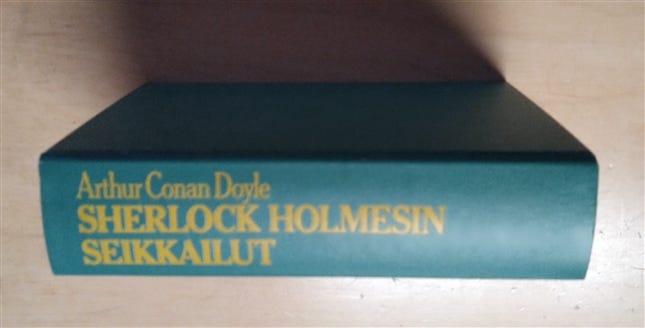 Arthur Conan Doyle
SHERLOCK HOLMESIN
SEIKKAILUT